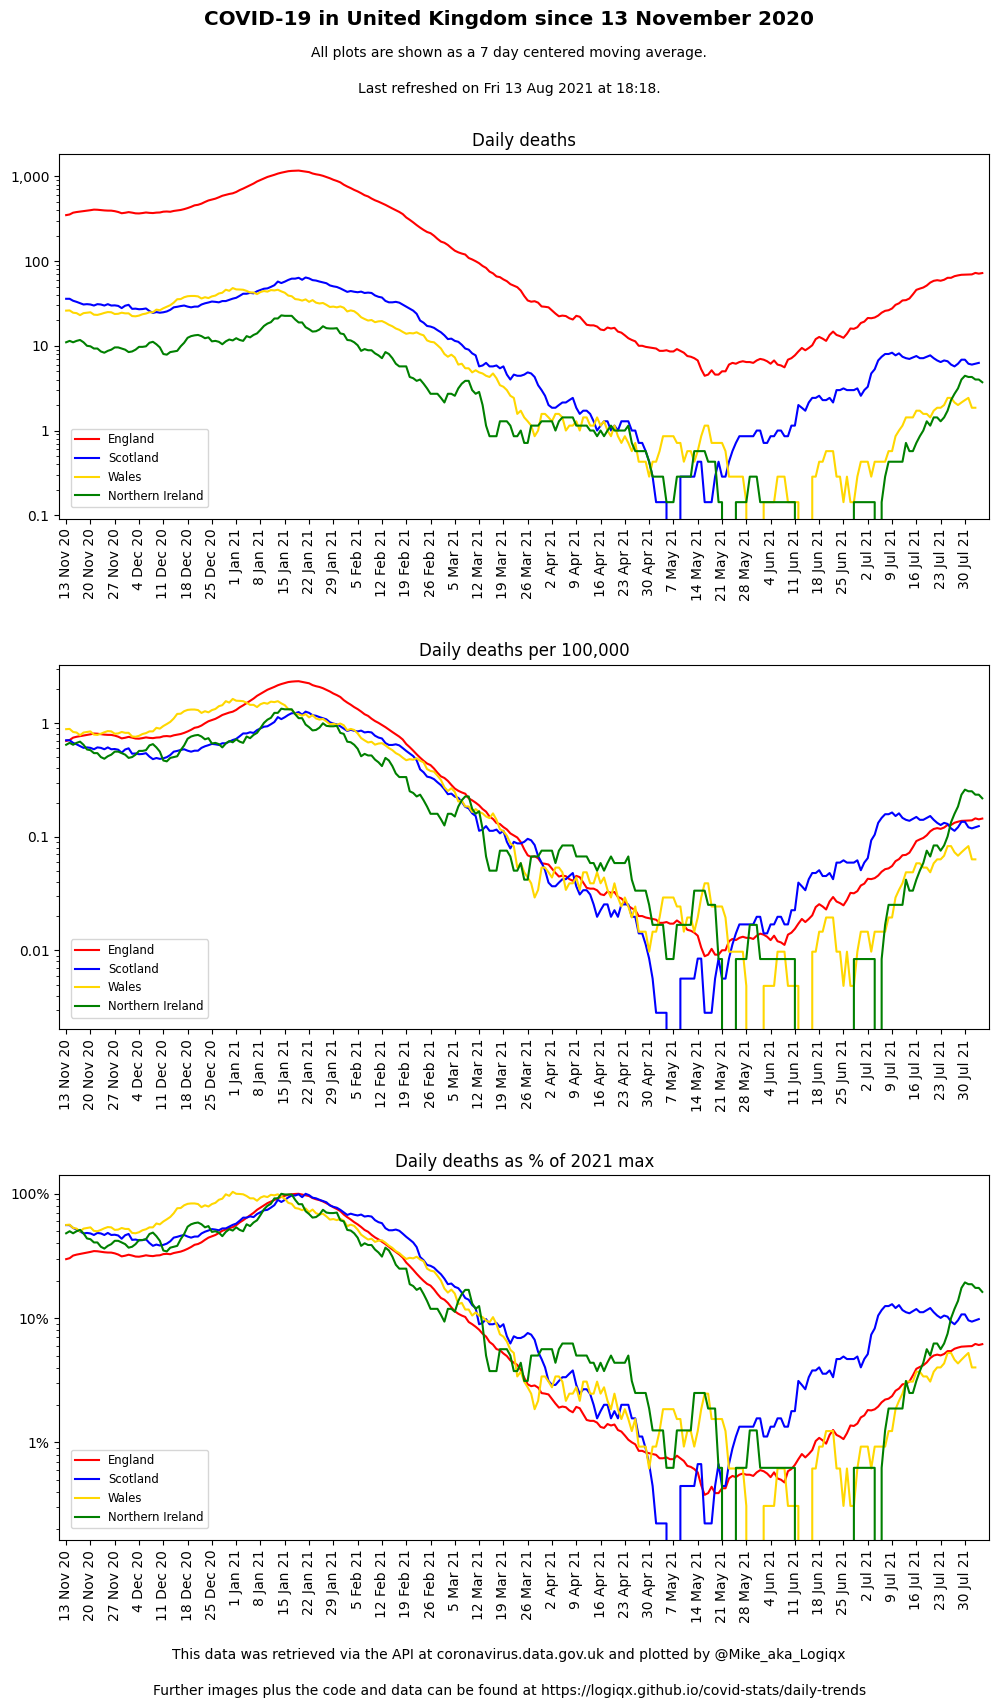 COVID-19 in United Kingdom since 13 November 2020
All plots are shown as a 7 day centered moving average.
Last refreshed on Fri 13 Aug 2021 at 18:18.
Daily deaths
1,000
100
10
1
0.1
England
Scotland
Wales
Northern Ireland
13 Nov 20
20 Nov 20
27 Nov 20
4 Dec 20
11 Dec 20
18 Dec 20
25 Dec 20
1 Jan 21
8 Jan 21
15 Jan 21
22 Jan 21
29 Jan 21
5 Feb 21
12 Feb 21
19 Feb 21
26 Feb 21
5 Mar 21
12 Mar 21
19 Mar 21
26 Mar 21
2 Apr 21
9 Apr 21
16 Apr 21
23 Apr 21
30 Apr 21
7 May 21
14 May 21
21 May 21
28 May 21
4 Jun 21
11 Jun 21
18 Jun 21
25 Jun 21
2 Jul 21
9 Jul 21
16 Jul 21
23 Jul 21
30 Jul 21
Daily deaths per 100,000
1
0.1
0.01
England
Scotland
Wales
Northern Ireland
13 Nov 20
20 Nov 20
27 Nov 20
4 Dec 20
11 Dec 20
18 Dec 20
25 Dec 20
1 Jan 21
8 Jan 21
15 Jan 21
22 Jan 21
29 Jan 21
5 Feb 21
12 Feb 21
19 Feb 21
26 Feb 21
5 Mar 21
12 Mar 21
19 Mar 21
26 Mar 21
2 Apr 21
9 Apr 21
16 Apr 21
23 Apr 21
30 Apr 21
7 May 21
14 May 21
21 May 21
28 May 21
4 Jun 21
11 Jun 21
18 Jun 21
25 Jun 21
2 Jul 21
9 Jul 21
16 Jul 21
23 Jul 21
30 Jul 21
Daily deaths as % of 2021 max
100%
10%
1%
England
Scotland
Wales
Northern Ireland
13 Nov 20
20 Nov 20
27 Nov 20
4 Dec 20
11 Dec 20
18 Dec 20
25 Dec 20
1 Jan 21
8 Jan 21
15 Jan 21
22 Jan 21
29 Jan 21
5 Feb 21
12 Feb 21
19 Feb 21
26 Feb 21
5 Mar 21
12 Mar 21
19 Mar 21
26 Mar 21
2 Apr 21
9 Apr 21
16 Apr 21
23 Apr 21
30 Apr 21
7 May 21
14 May 21
21 May 21
28 May 21
4 Jun 21
11 Jun 21
18 Jun 21
25 Jun 21
2 Jul 21
9 Jul 21
16 Jul 21
23 Jul 21
30 Jul 21
This data was retrieved via the API at coronavirus.data.gov.uk and plotted by @Mike_aka_Logiqx
Further images plus the code and data can be found at https://logiqx.github.io/covid-stats/daily-trends